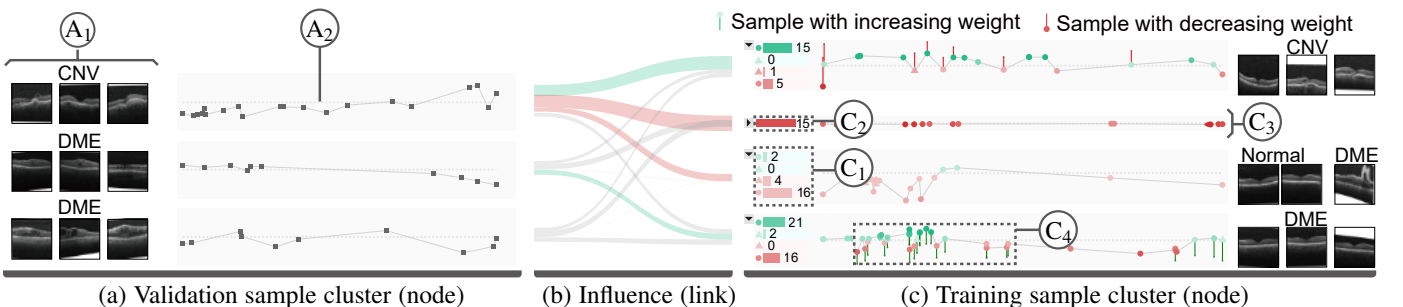 Sample with increasing weight
Sample with decreasing weight
A1
A2
CNV
DME
DME
15
0
1
5
CNV
15
C2
C3
2
0
4
16
C1
Normal
DME
21
2
0
16
C4
DME
(a) Validation sample cluster (node)
(b) Influence (link)
(c) Training sample cluster (node)